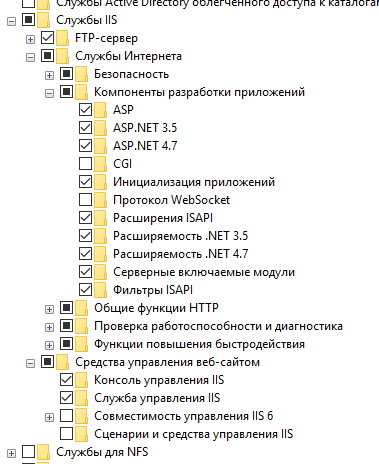 Службы Active Directory облегченного доступа к каталогам
Службы IIS
FTP-сервер
Службы Интернета
Безопасность
Компоненты разработки приложений
ASP
ASP.NET 3.5
ASP.NET 4.7
CGI
Инициализация приложений
Протокол WebSocket
Расширения ISAPI
Расширяемость .NET 3.5
Расширяемость .NET 4.7
Серверные включаемые модули
Фильтры ISAPI
Общие функции HTTP
Проверка работоспособности и диагностика
Функции повышения быстродействия
Средства управления веб-сайтом
Консоль управления IIS
Служба управления IIS
Совместимость управления IIS 6
Сценарии и средства управления IIS
Службы для NFS